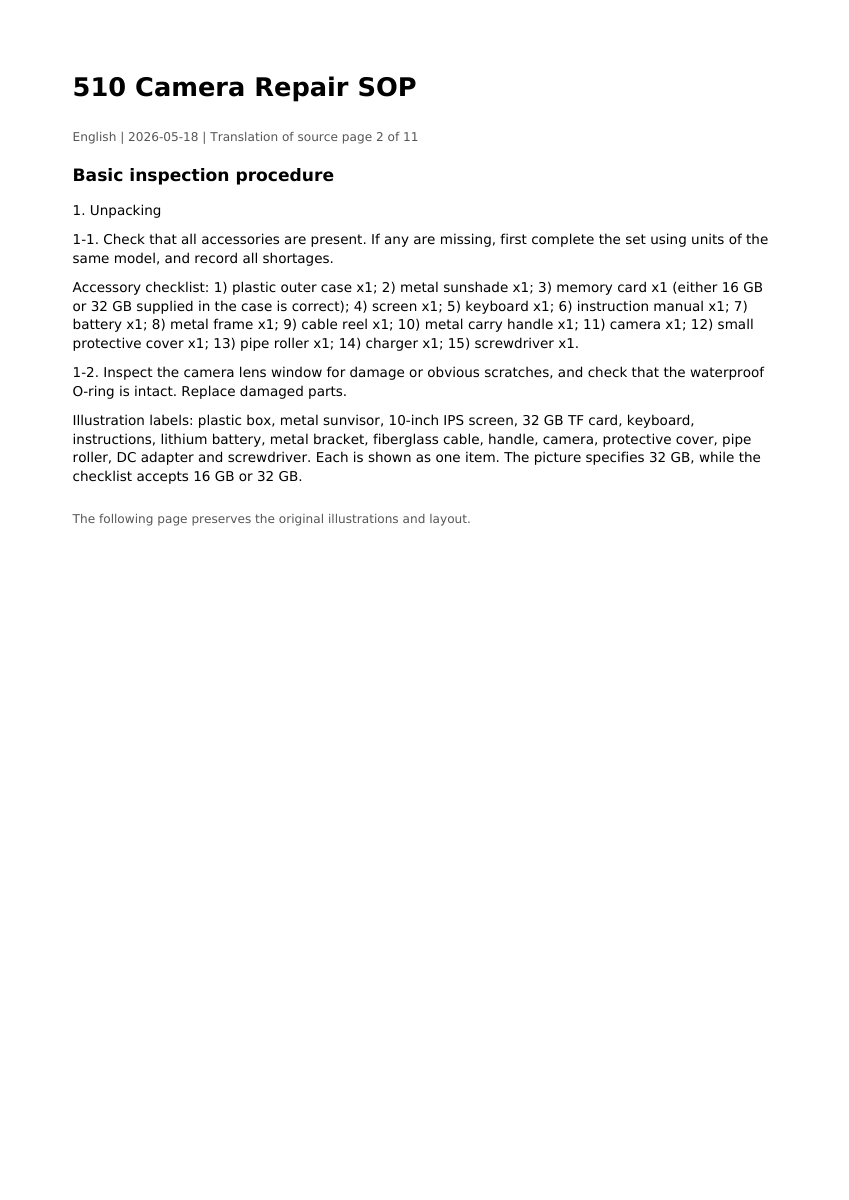 510 Camera Repair SOP
English | 2026-05-18 | Translation of source page 2 of 11
Basic inspection procedure
1. Unpacking
1-1. Check that all accessories are present. If any are missing, first complete the set using units of the
same model, and record all shortages.
Accessory checklist: 1) plastic outer case x1; 2) metal sunshade x1; 3) memory card x1 (either 16 GB
or 32 GB supplied in the case is correct); 4) screen x1; 5) keyboard x1; 6) instruction manual x1; 7)
battery x1; 8) metal frame x1; 9) cable reel x1; 10) metal carry handle x1; 11) camera x1; 12) small
protective cover x1; 13) pipe roller x1; 14) charger x1; 15) screwdriver x1.
1-2. Inspect the camera lens window for damage or obvious scratches, and check that the waterproof
O-ring is intact. Replace damaged parts.
Illustration labels: plastic box, metal sunvisor, 10-inch IPS screen, 32 GB TF card, keyboard,
instructions, lithium battery, metal bracket, fiberglass cable, handle, camera, protective cover, pipe
roller, DC adapter and screwdriver. Each is shown as one item. The picture specifies 32 GB, while the
checklist accepts 16 GB or 32 GB.
The following page preserves the original illustrations and layout.